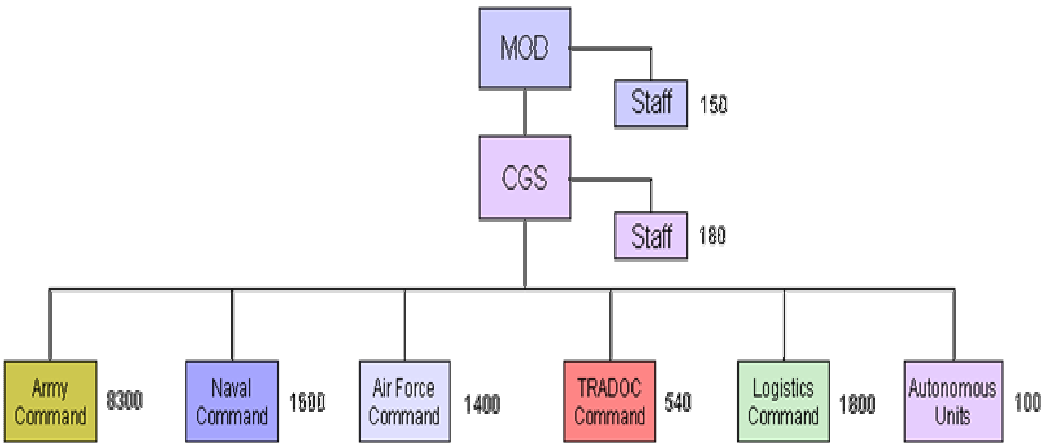 MOD
Staff 150
CGS
Staff 180
Army Command 8300
Naval Command
Air Force Command 1400
TRADOC Command 540
Logistics Command 1800
Autonomous Units 100